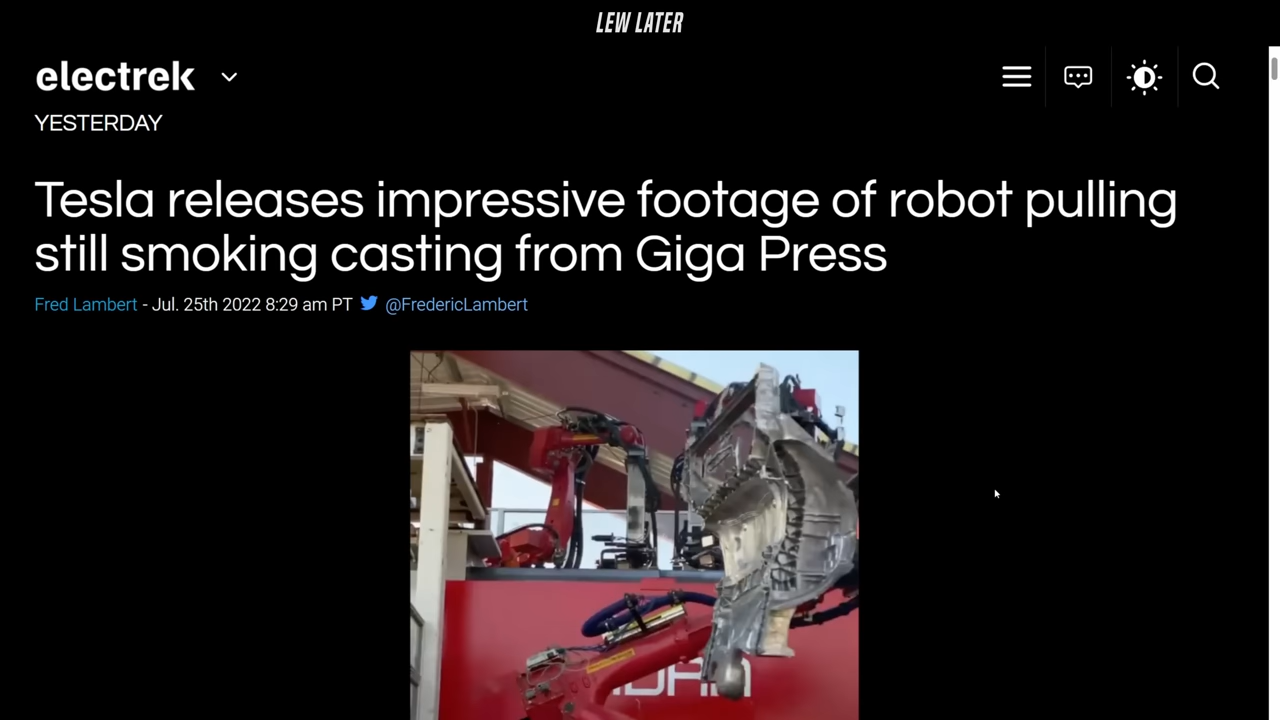 LEW LATER
electrek
YESTERDAY
Tesla releases impressive footage of robot pulling
still smoking casting from Giga Press
Fred Lambert - Jul. 25th 2022 8:29 am PT @FredericLambert